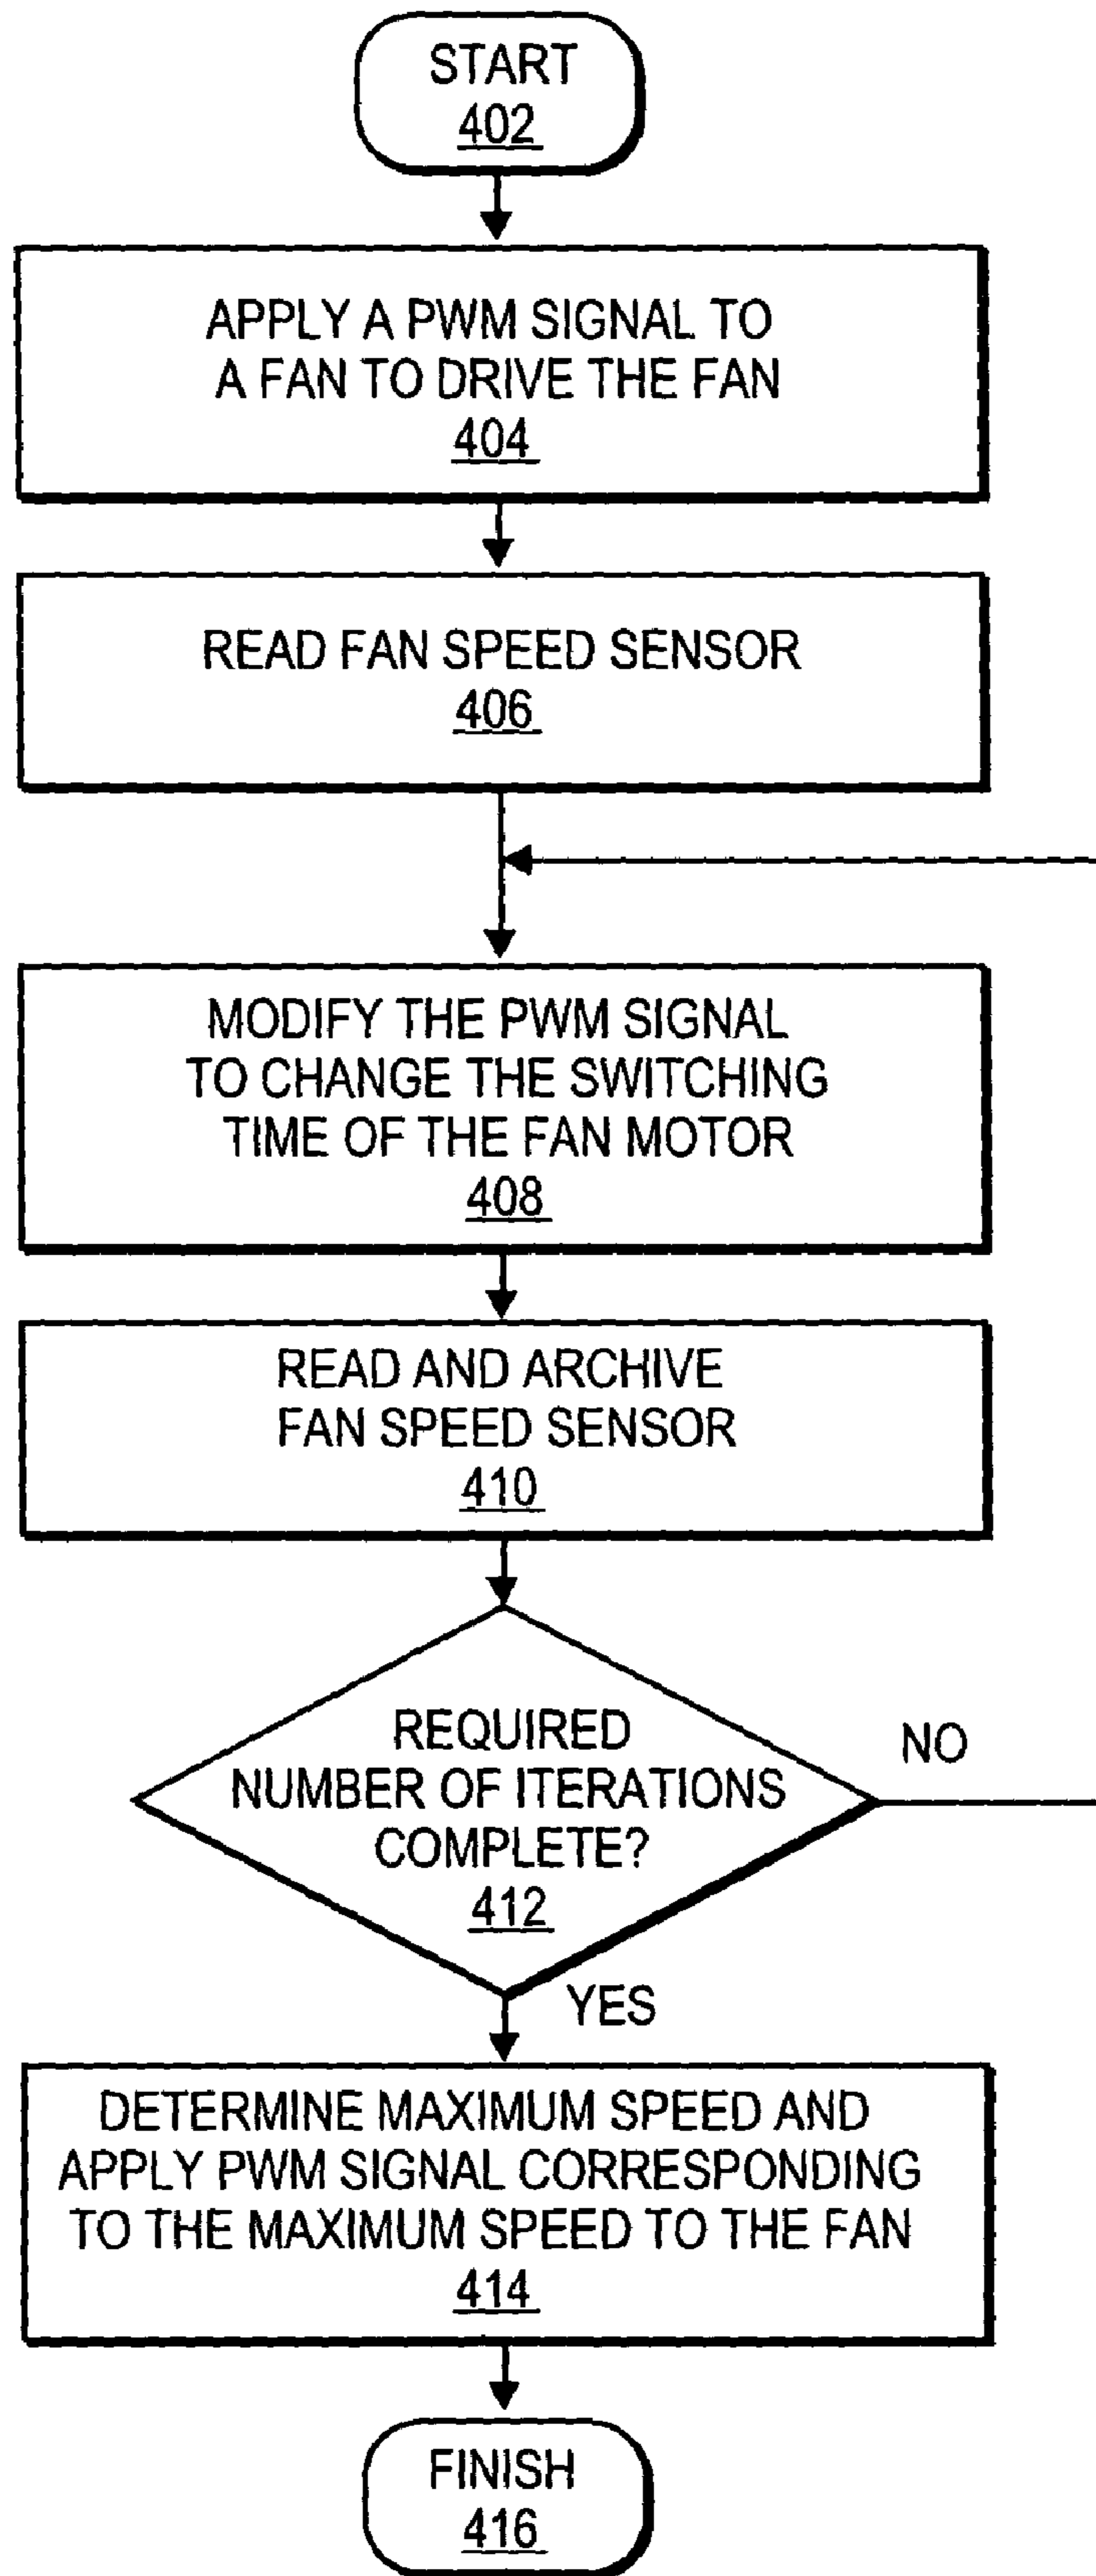 START
402
APPLY A PWM SIGNAL TO
A FAN TO DRIVE THE FAN
404
READ FAN SPEED SENSOR
406
MODIFY THE PWM SIGNAL
TO CHANGE THE SWITCHING
TIME OF THE FAN MOTOR
408
READ AND ARCHIVE
FAN SPEED SENSOR
410
REQUIRED
NUMBER OF ITERATIONS
COMPLETE?
412
NO
YES
DETERMINE MAXIMUM SPEED AND
APPLY PWM SIGNAL CORRESPONDING
TO THE MAXIMUM SPEED TO THE FAN
414
FINISH
416